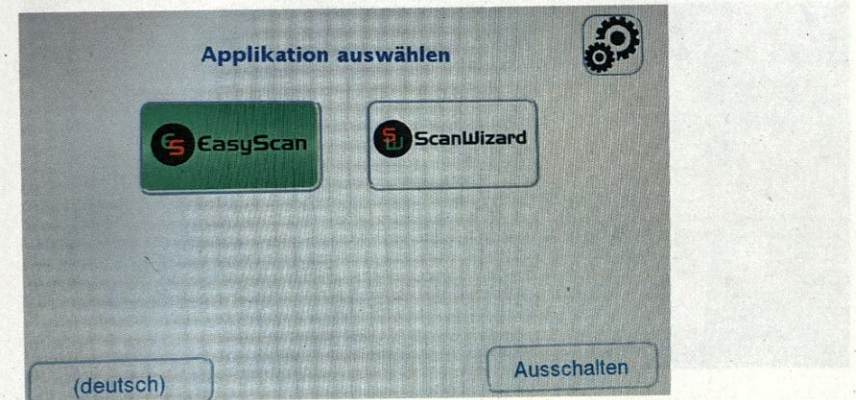 Applikation auswählen
EasyScan
ScanWizard
(deutsch)
Ausschalten